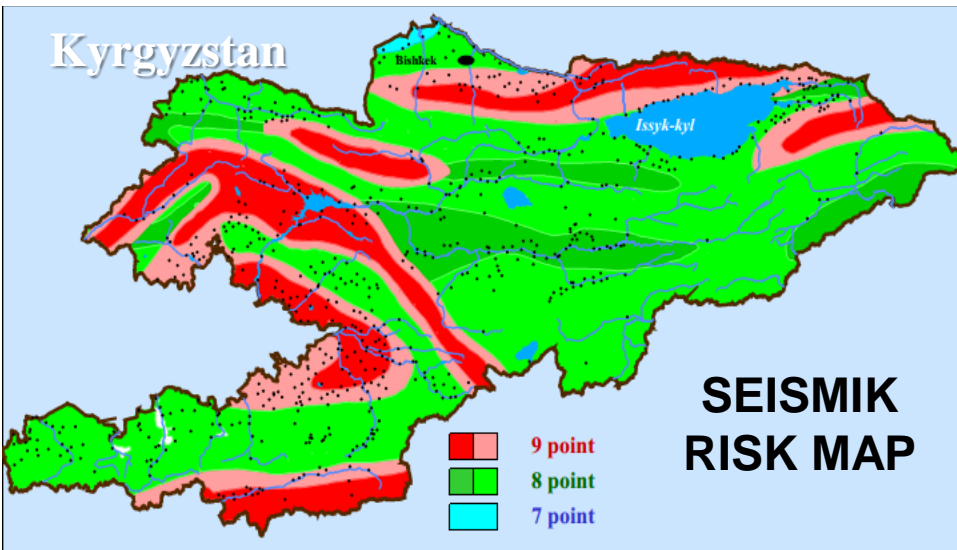 Kyrgyzstan
Bishkek
Issyk-kyl
SEISMIK
RISK MAP
9 point
8 point
7 point